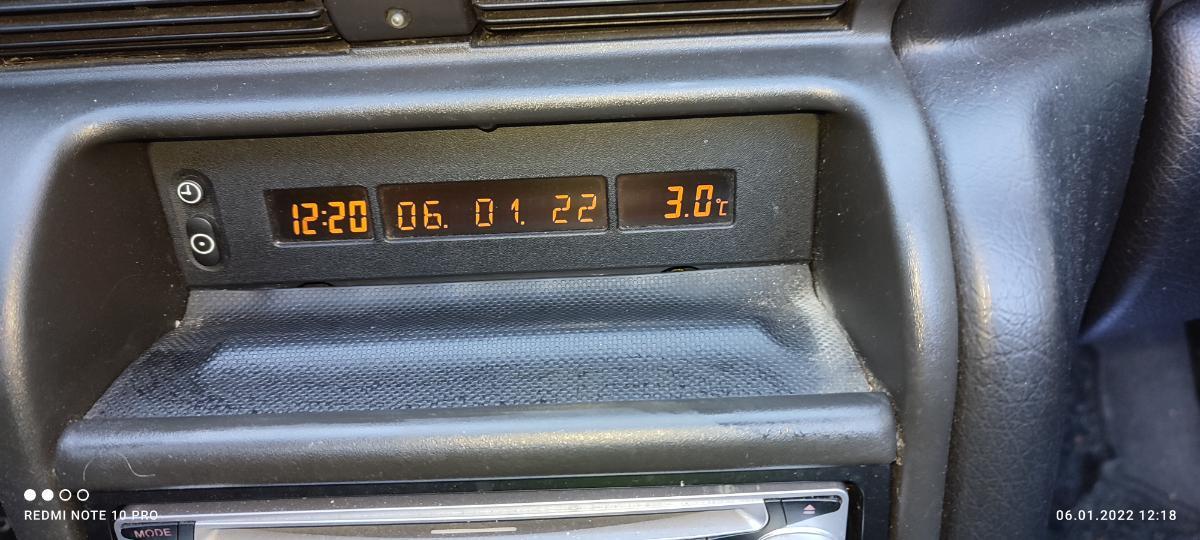 12:20 06. 01. 22 3.0°C
REDMI NOTE 10 PRO
06.01.2022 12:18
MODE